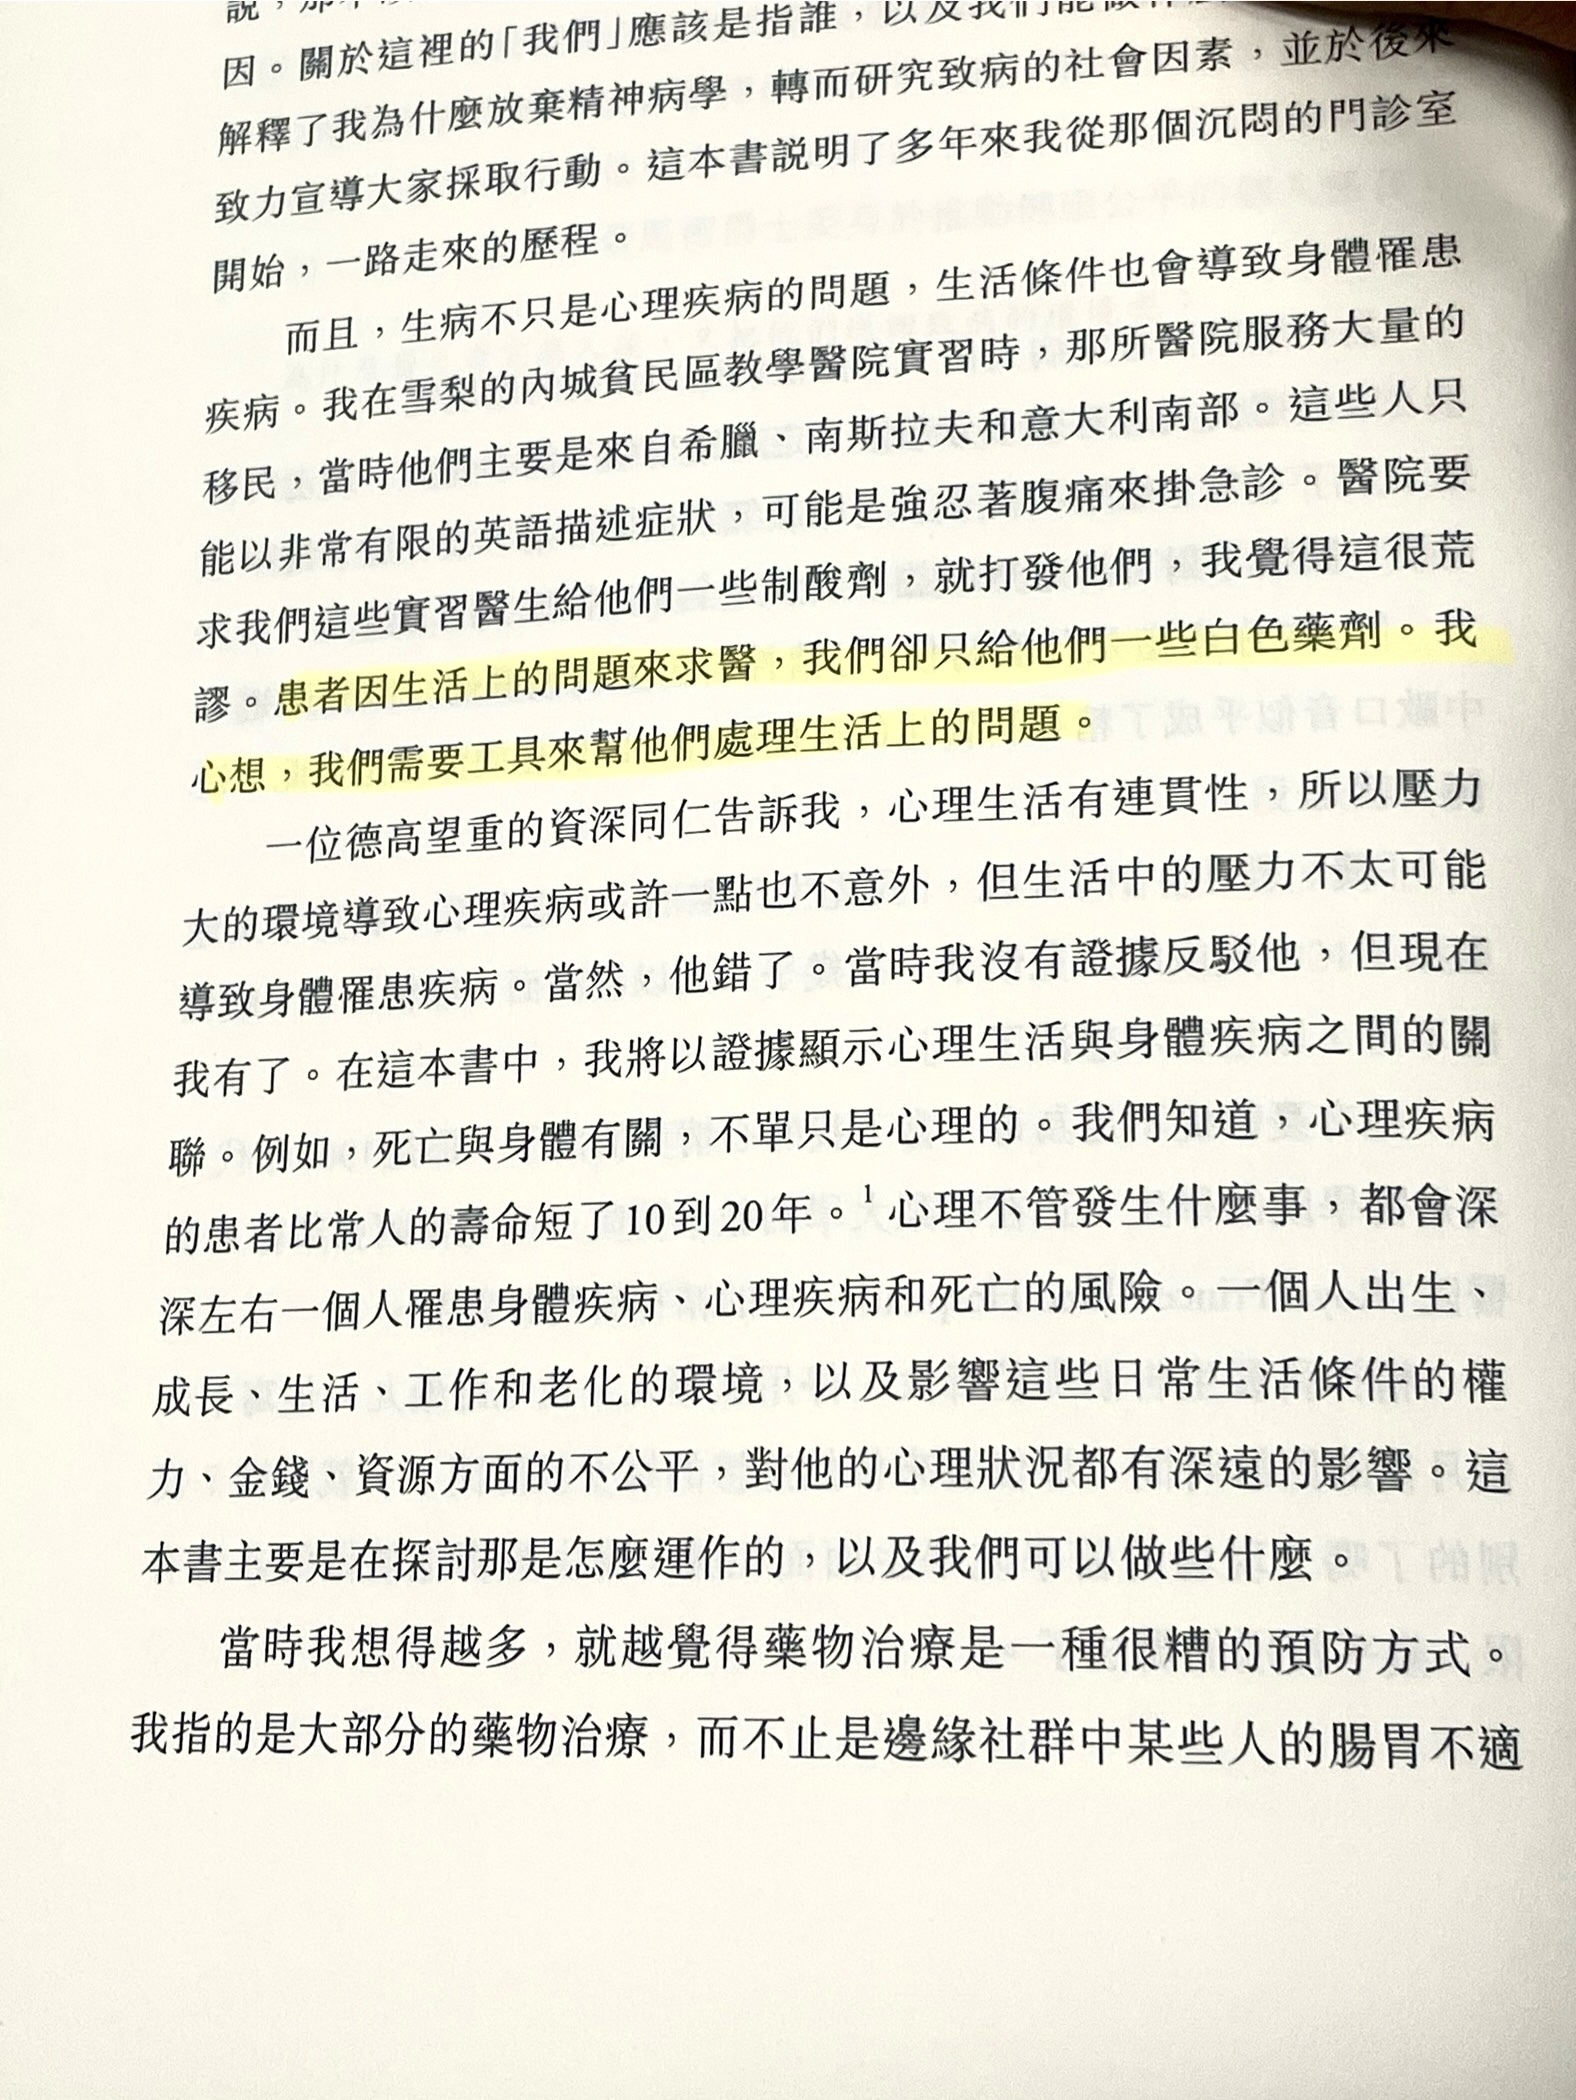 因。關於這裡的「我們」應該是指誰,以及我們能做
解釋了我為什麼放棄精神病學,轉而研究致病的社會因素,並於後來
致力宣導大家採取行動。這本書說明了多年來我從那個沉悶的門診室
開始,一路走來的歷程。
而且,生病不只是心理疾病的問題,生活條件也會導致身體罹患
疾病。我在雪梨的內城貧民區教學醫院實習時,那所醫院服務大量的
移民,當時他們主要是來自希臘、南斯拉夫和意大利南部。這些人只
能以非常有限的英語描述症狀,可能是強忍著腹痛來掛急診。醫院要
求我們這些實習醫生給他們一些制酸劑,就打發他們,我覺得這很荒
謬。患者因生活上的問題來求醫,我們卻只給他們一些白色藥劑。我
心想,我們需要工具來幫他們處理生活上的問題。
一位德高望重的資深同仁告訴我,心理生活有連貫性,所以壓力
大的環境導致心理疾病或許一點也不意外,但生活中的壓力不太可能
導致身體罹患疾病。當然,他錯了。當時我沒有證據反駁他,但現在
我有了。在這本書中,我將以證據顯示心理生活與身體疾病之間的關
聯。例如,死亡與身體有關,不單只是心理的。我們知道,心理疾病
的患者比常人的壽命短了10到20年。1 心理不管發生什麼事,都會深
深左右一個人罹患身體疾病、心理疾病和死亡的風險。一個人出生、
成長、生活、工作和老化的環境,以及影響這些日常生活條件的權
力、金錢、資源方面的不公平,對他的心理狀況都有深遠的影響。這
本書主要是在探討那是怎麼運作的,以及我們可以做些什麼。
當時我想得越多,就越覺得藥物治療是一種很糟的預防方式。
我指的是大部分的藥物治療,而不止是邊緣社群中某些人的腸胃不適